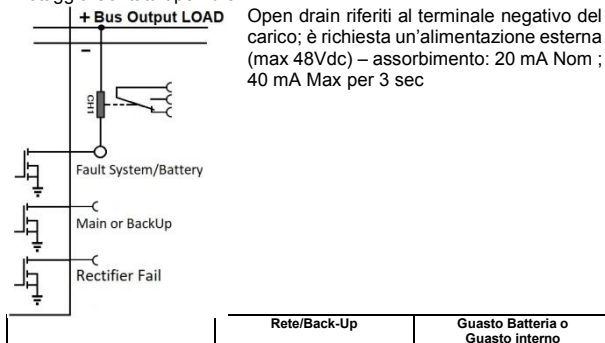 + Bus Output LOAD
Open drain riferiti al terminale negativo del
carico; è richiesta un'alimentazione esterna
(max 48Vdc) – assorbimento: 20 mA Nom ;
40 mA Max per 3 sec
–
CH1
Fault System/Battery
Main or BackUp
Rectifier Fail
Rete/Back-Up
Guasto Batteria o
Guasto interno